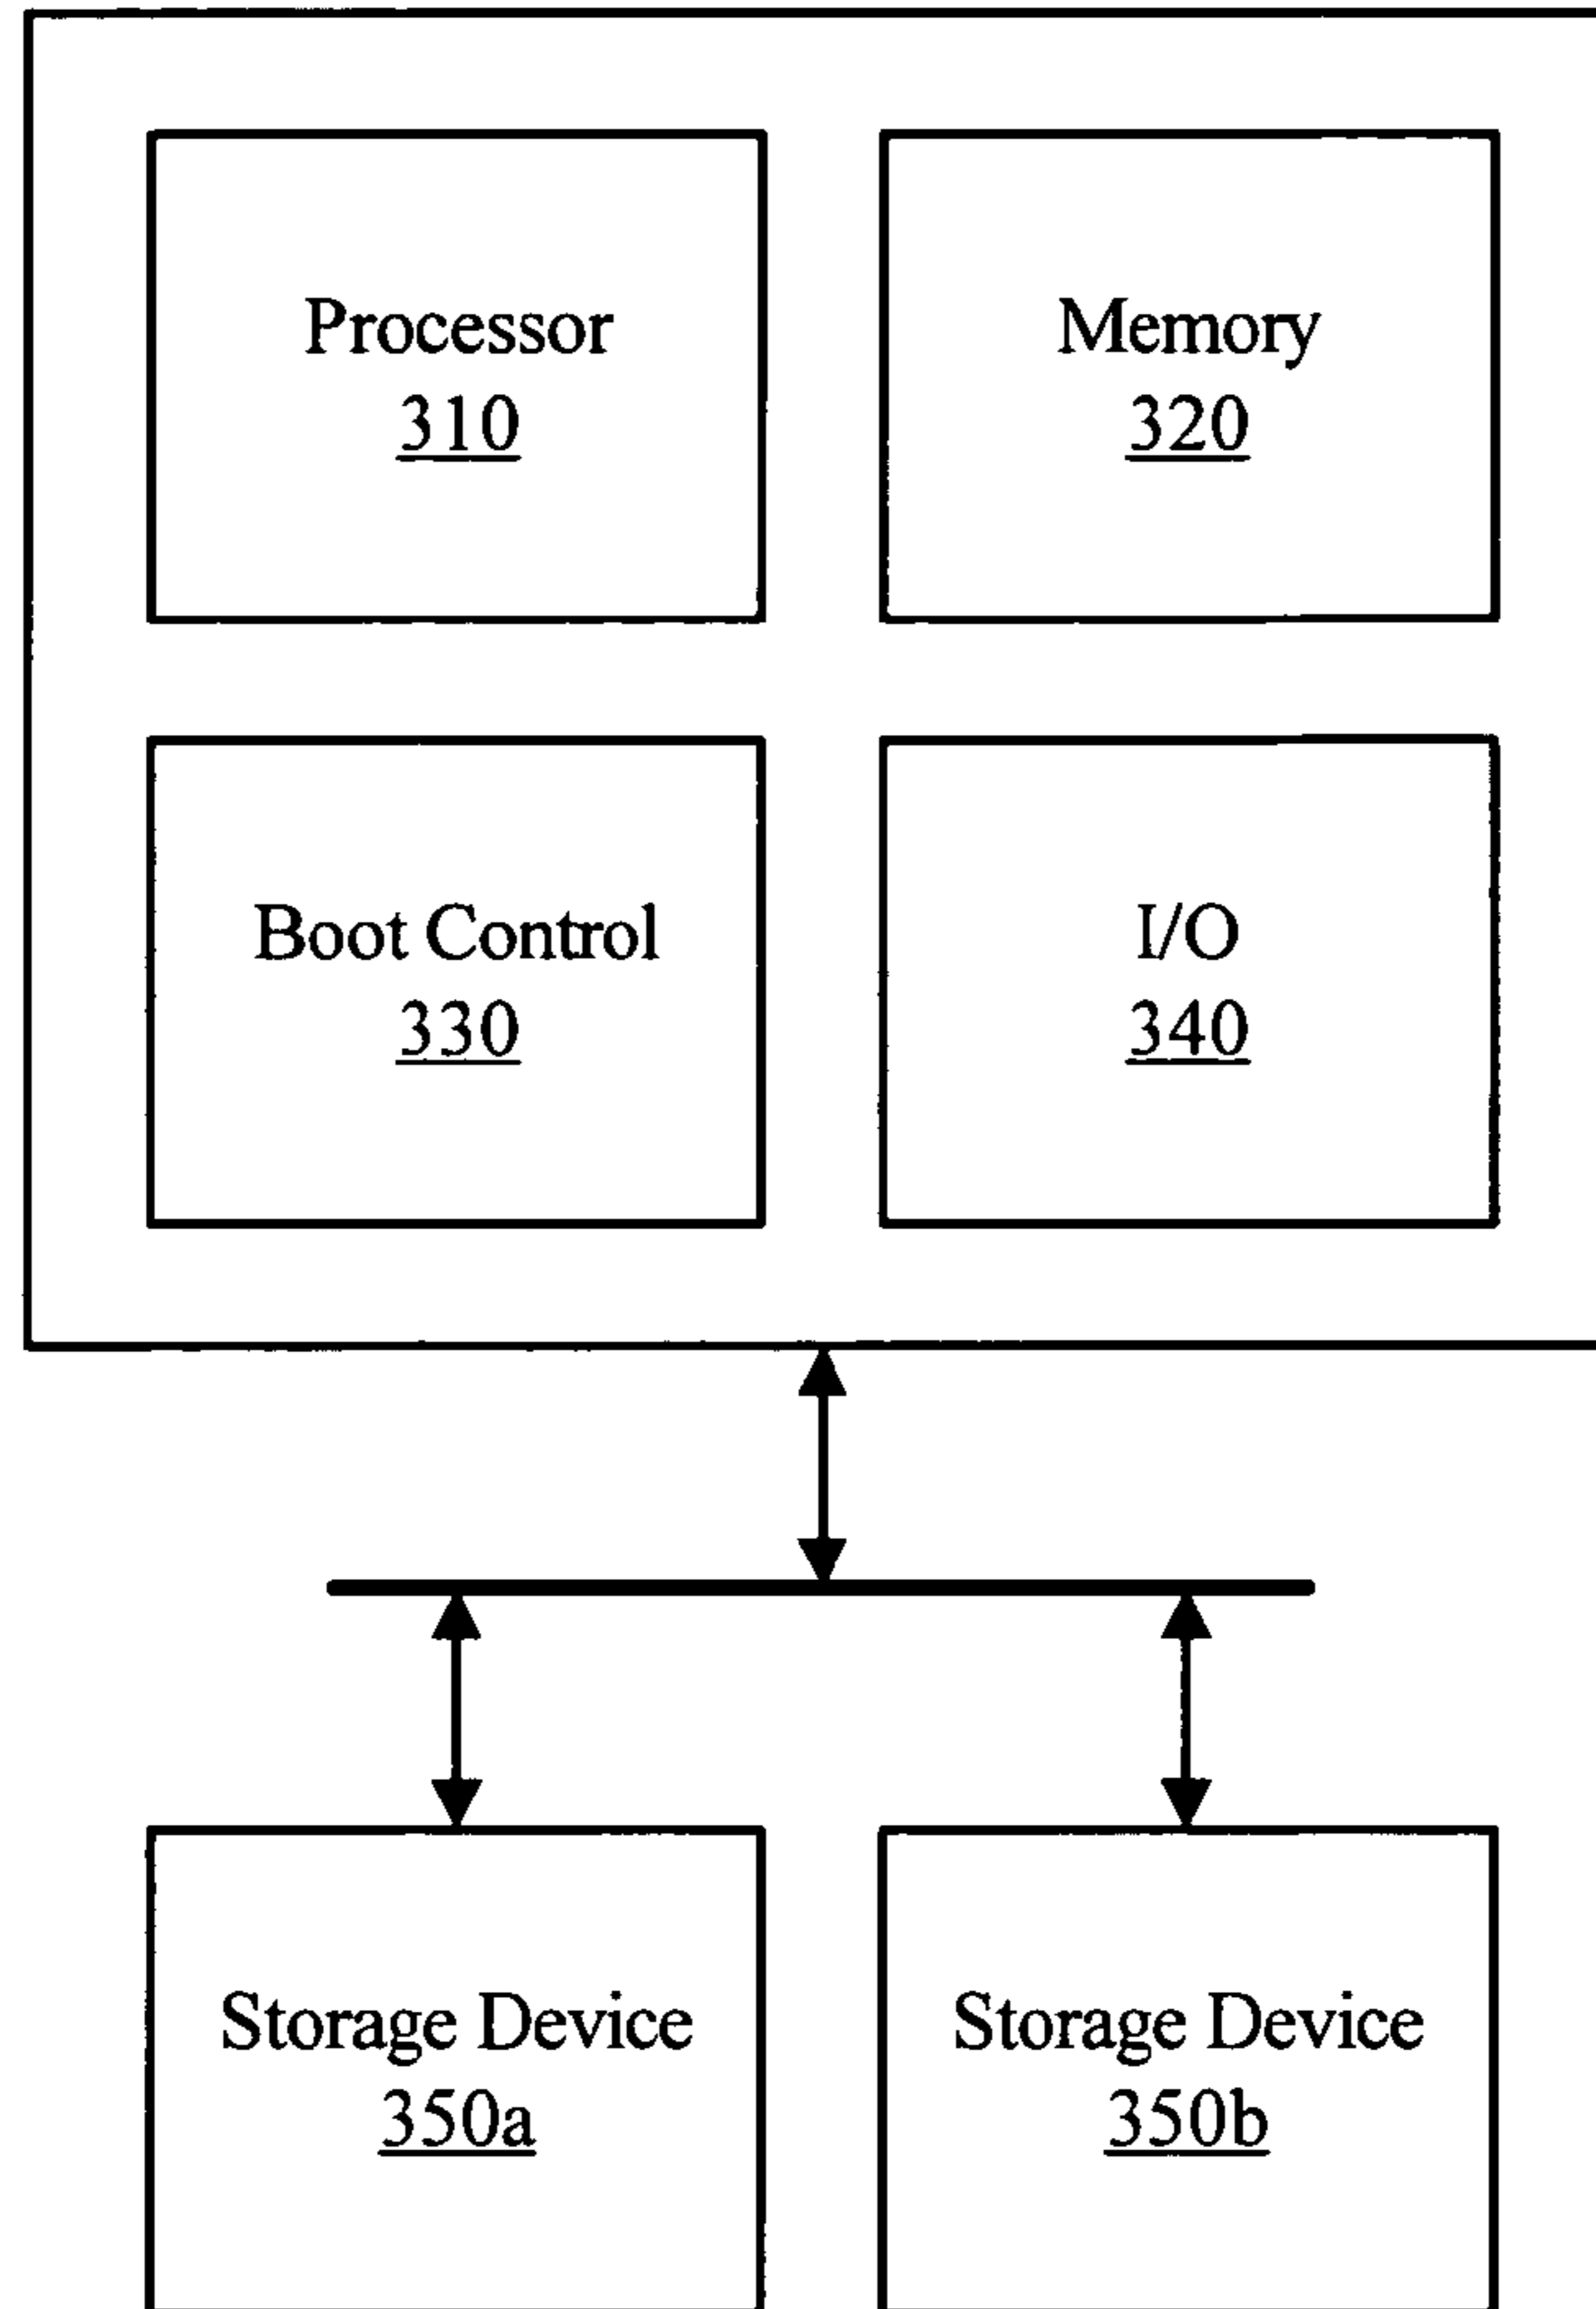 Processor
310
Memory
320
Boot Control
330
I/O
340
Storage Device
350a
Storage Device
350b